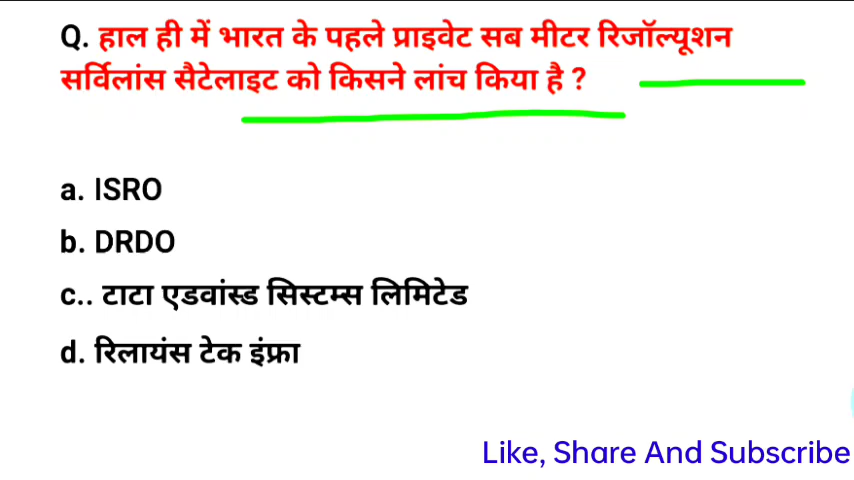 Q. हाल ही में भारत के पहले प्राइवेट सब मीटर रिजॉल्यूशन
सर्विलांस सैटेलाइट को किसने लांच किया है ?
a. ISRO
b. DRDO
c.. टाटा एडवांस्ड सिस्टम्स लिमिटेड
d. रिलायंस टेक इंफ्रा
Like, Share And Subscribe